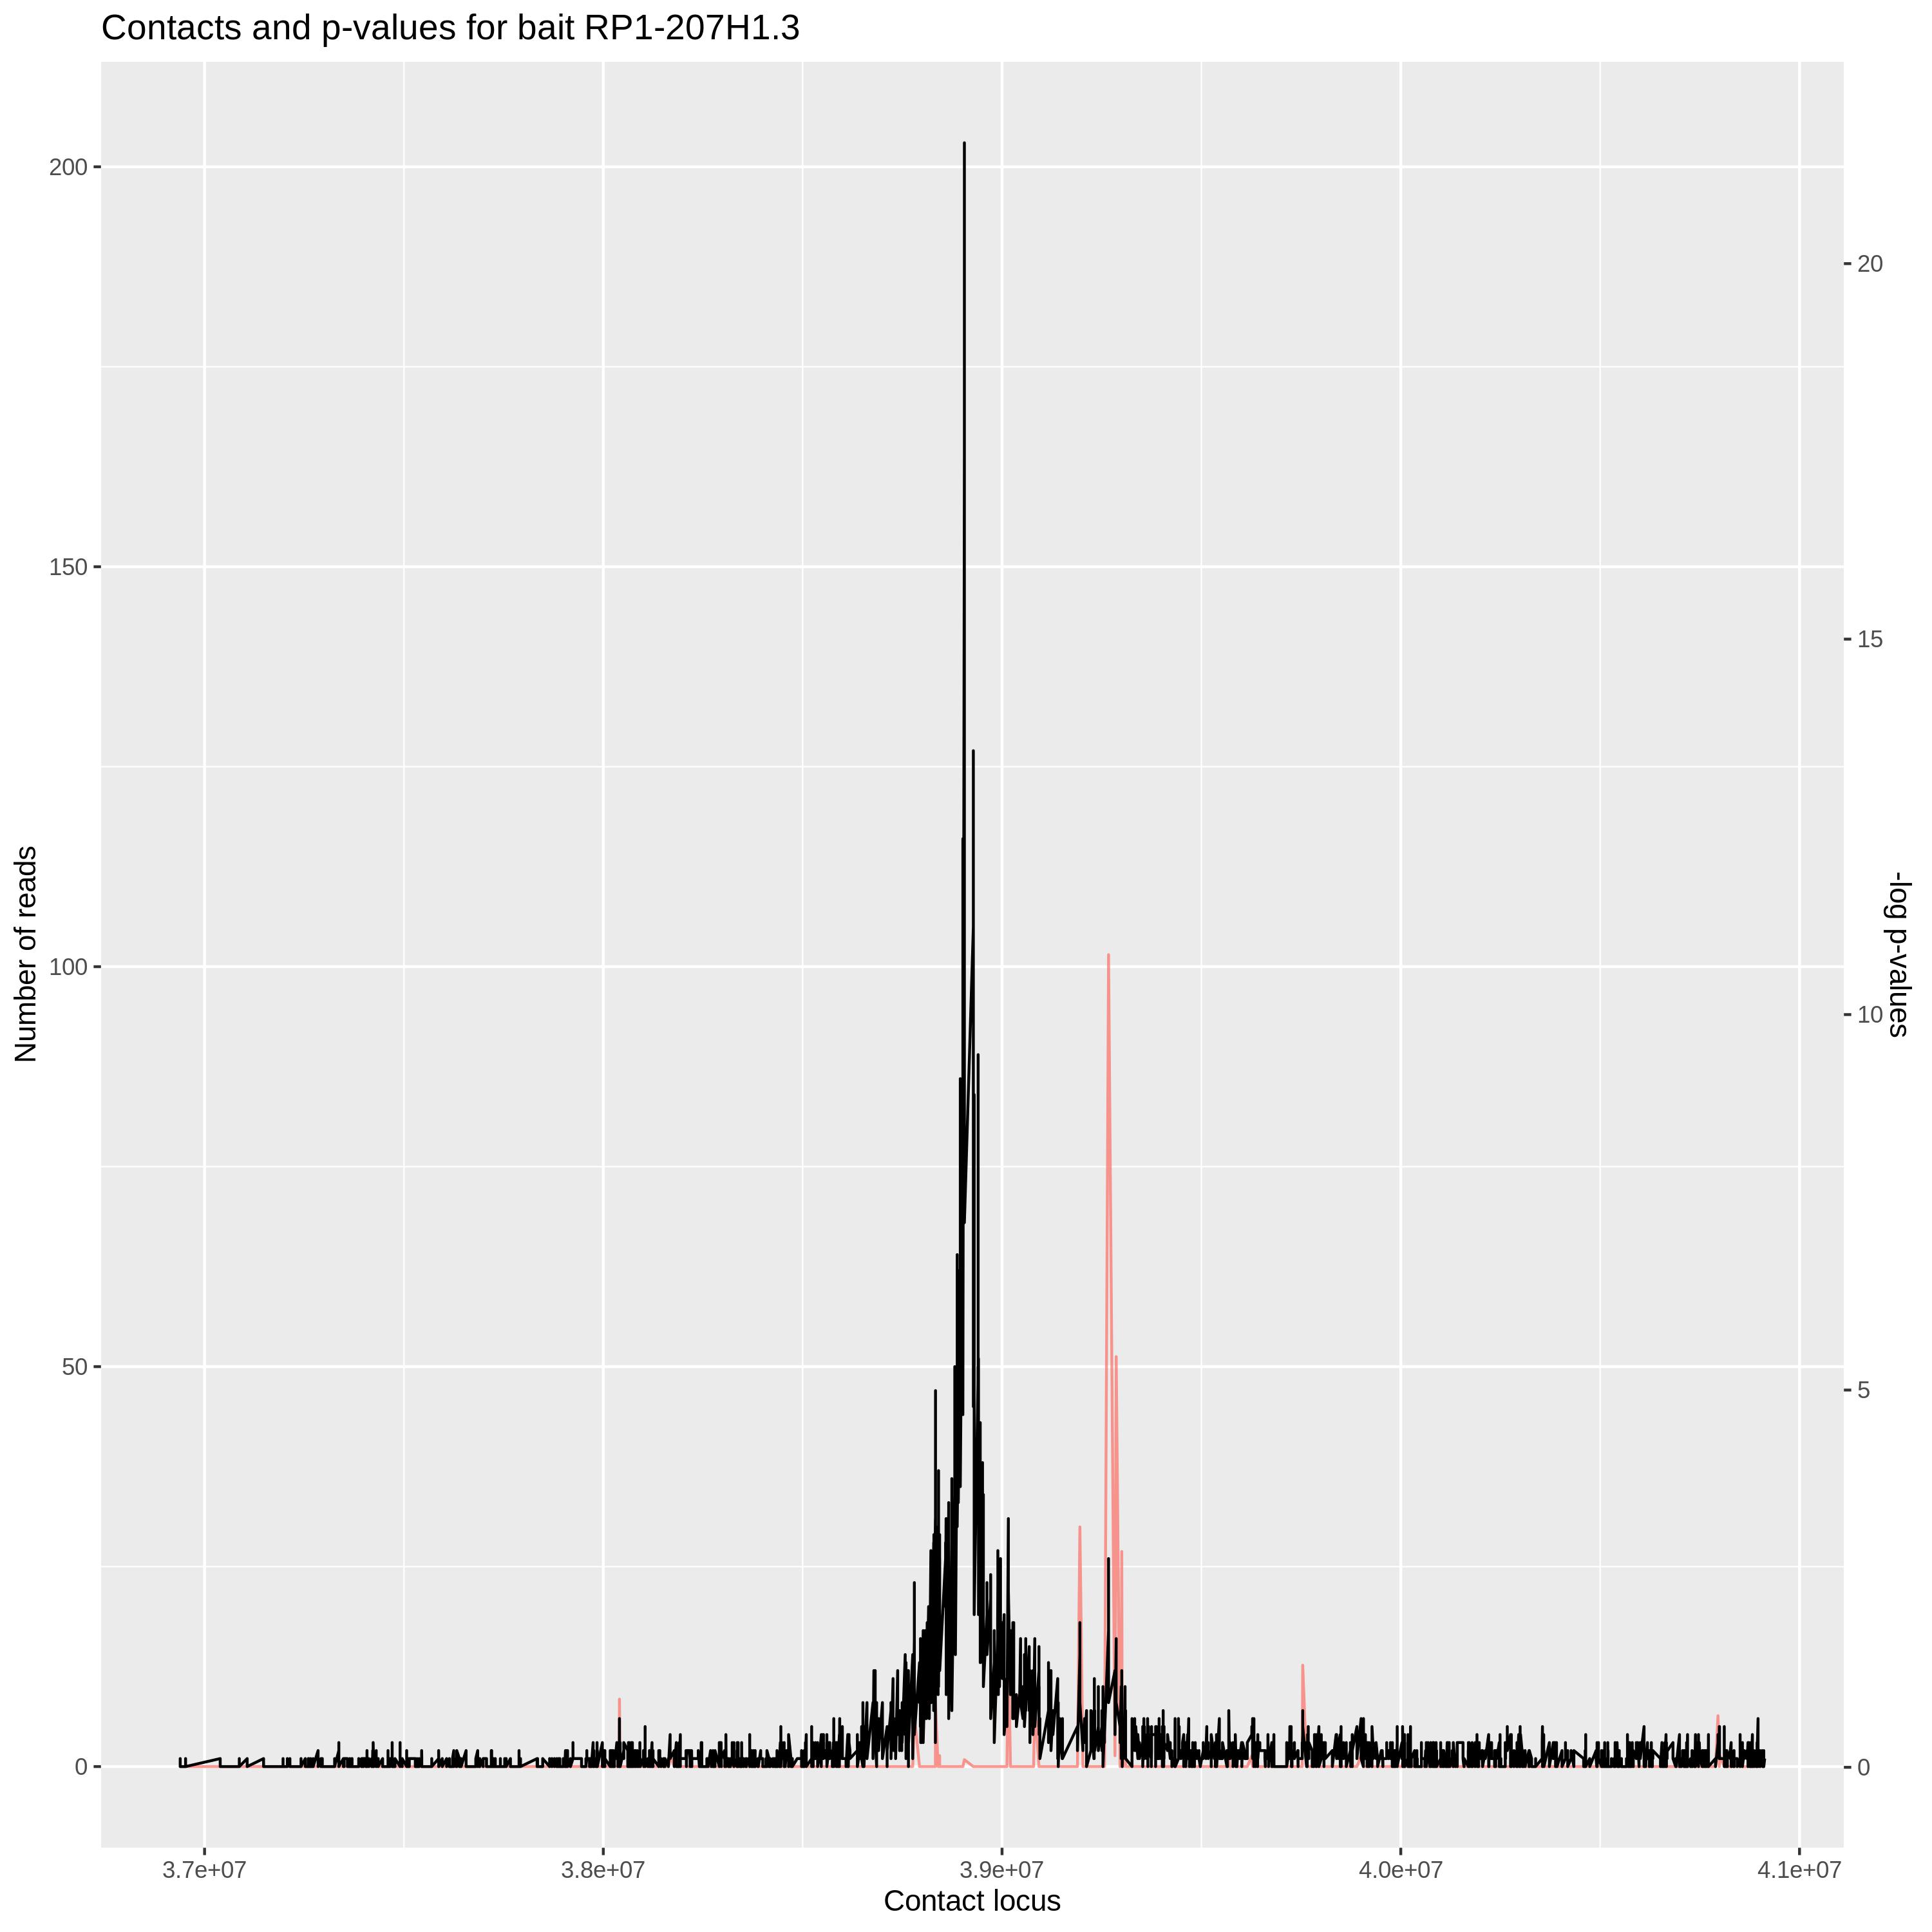 Contacts and p-values for bait RP1-207H1.3
Number of reads
200
150
100
50
0
20
15
10
5
0
-log p-values
3.7e+07 3.8e+07 3.9e+07 4.0e+07 4.1e+07
Contact locus